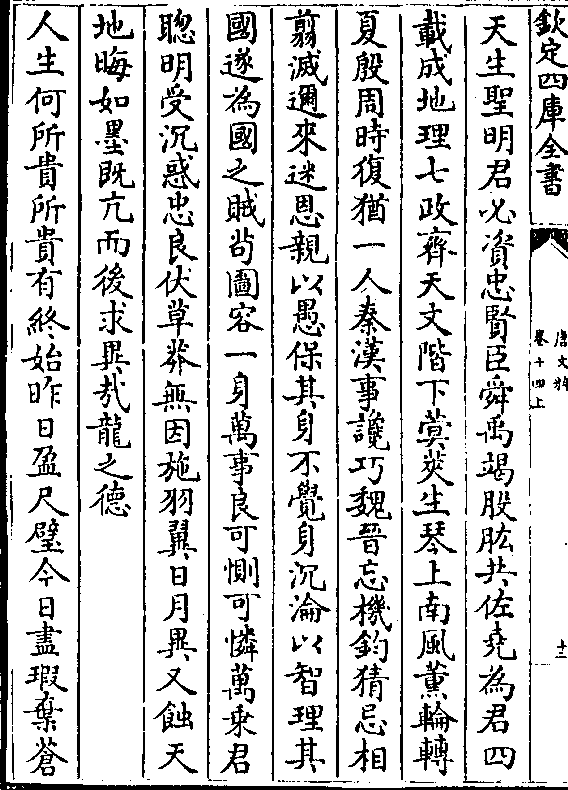 欽定四庫全書
唐文粹
卷十四上
十二
天生聖明君必資忠賢臣舜禹竭股肱共佐堯為君四
載成地理七政齊天文階下蓂莢生琴上南風薰輪轉
夏殷周時復猶一人秦漢事讒巧魏晉忘機鈞猜忌相
翦滅邇來迷恩親以愚保其身不覺身沉淪以智理其
國遂為國之賊苟圖容一身萬事良可惻可憐萬乘君
聰明受沉惑忠良伏草莽無因施羽翼日月異又蝕天
地晦如墨既亢而後求異哉龍之德
人生何所貴所貴有終始昨日盈尺璧今日盡瑕棄蒼